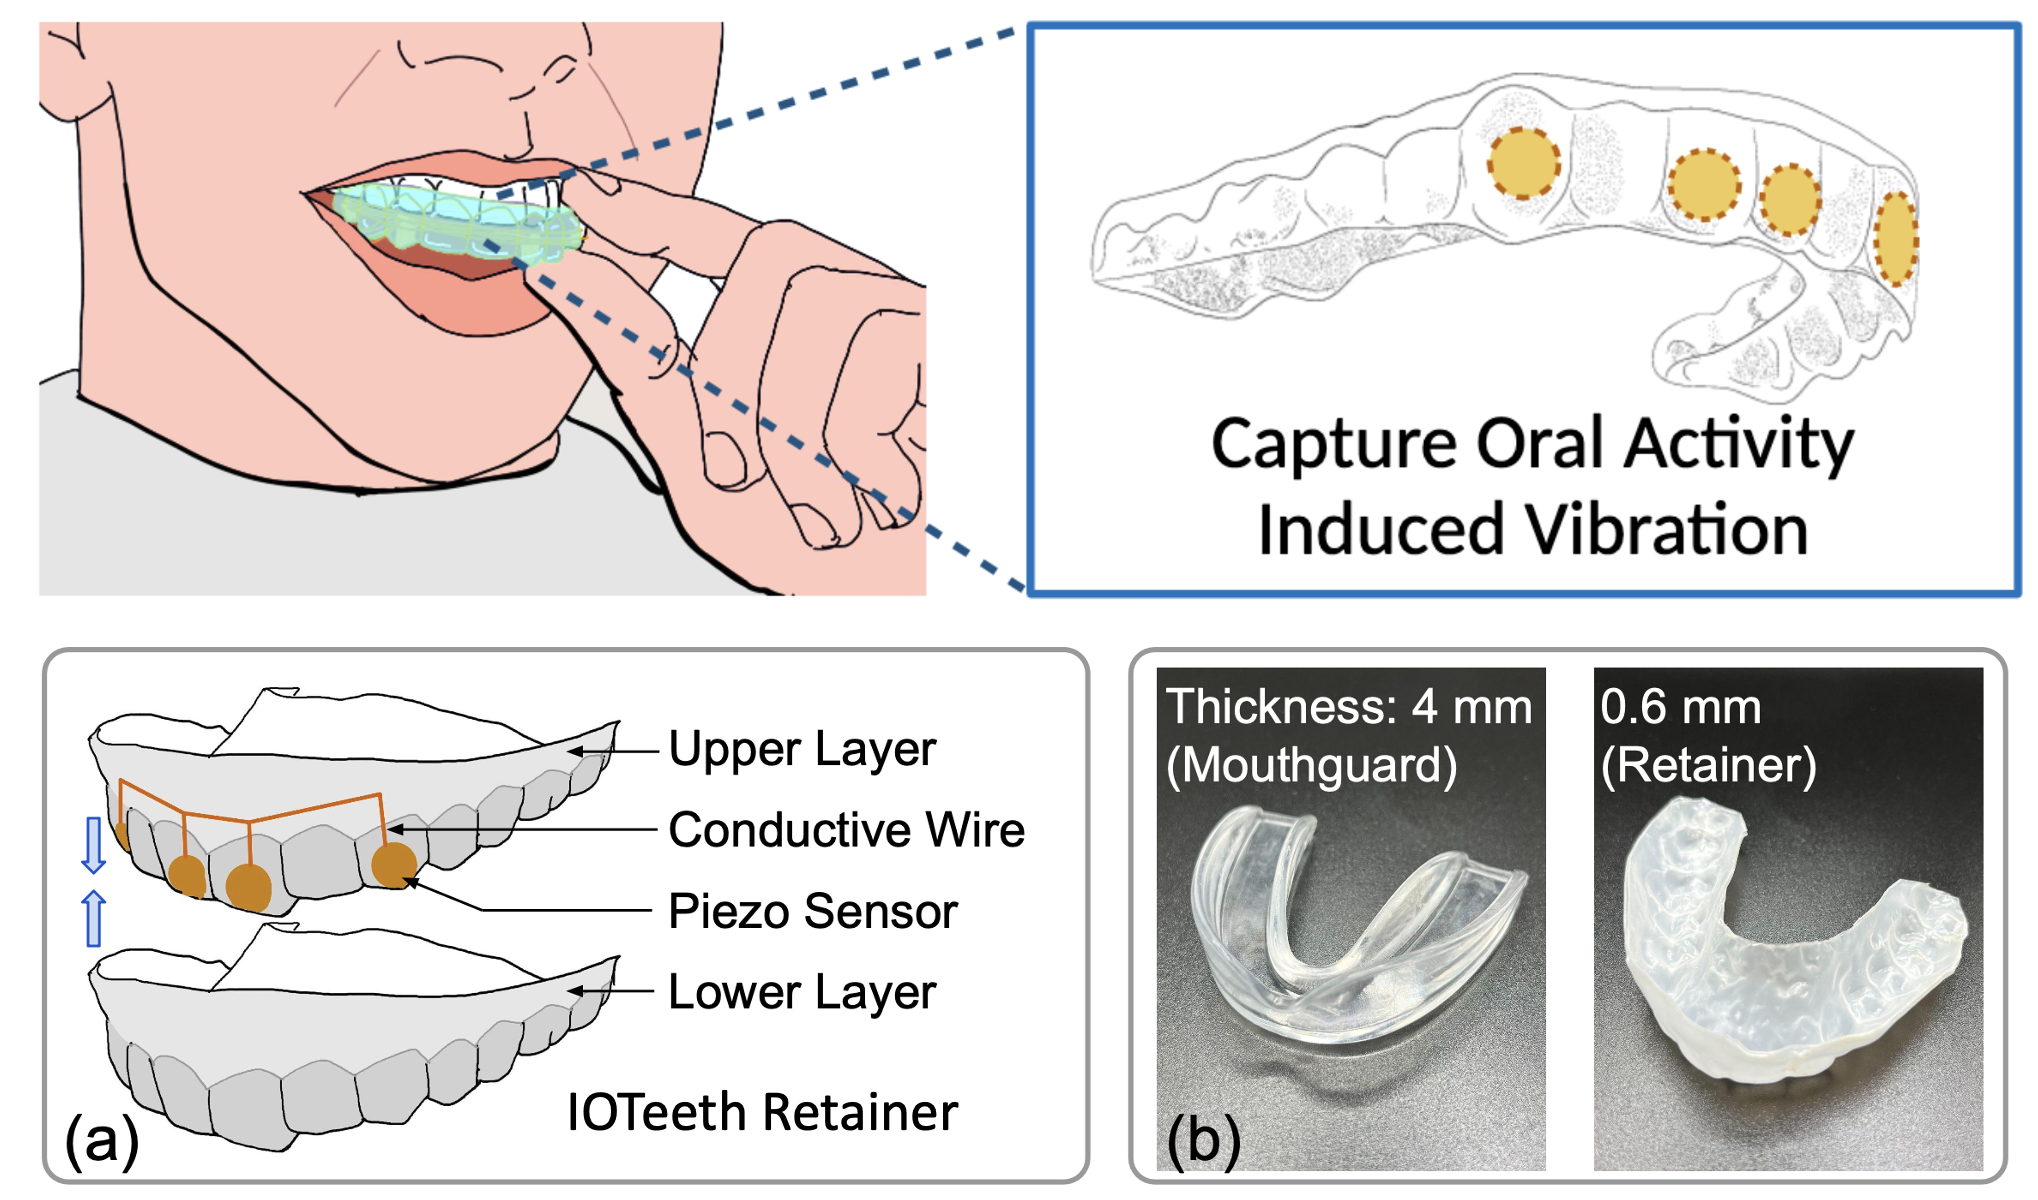 Capture Oral Activity
Induced Vibration
Upper Layer
Conductive Wire
Piezo Sensor
Lower Layer
IOTeeth Retainer
(a)
Thickness: 4 mm
(Mouthguard)
0.6 mm
(Retainer)
(b)